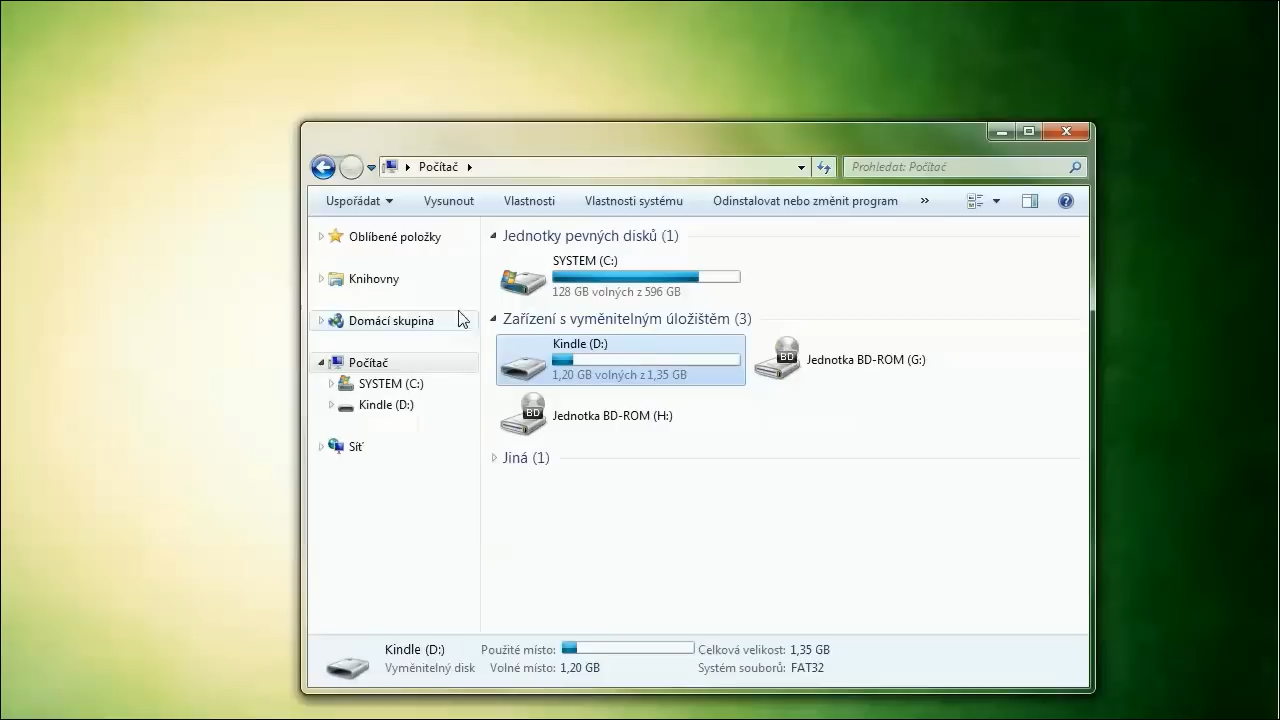 Počítač
Prohledat: Počítač
Uspořádat Vysunout Vlastnosti Vlastnosti systému Odinstalovat nebo změnit program »
Oblíbené položky
Knihovny
Domácí skupina
Počítač
SYSTEM (C:)
Kindle (D:)
Síť
Jednotky pevných disků (1)
SYSTEM (C:)
128 GB volných z 596 GB
Zařízení s vyměnitelným úložištěm (3)
Kindle (D:)
1,20 GB volných z 1,35 GB
BD
Jednotka BD-ROM (G:)
BD
Jednotka BD-ROM (H:)
Jiná (1)
Kindle (D:) Použité místo: Celková velikost: 1,35 GB
Vyměnitelný disk Volné místo: 1,20 GB Systém souborů: FAT32